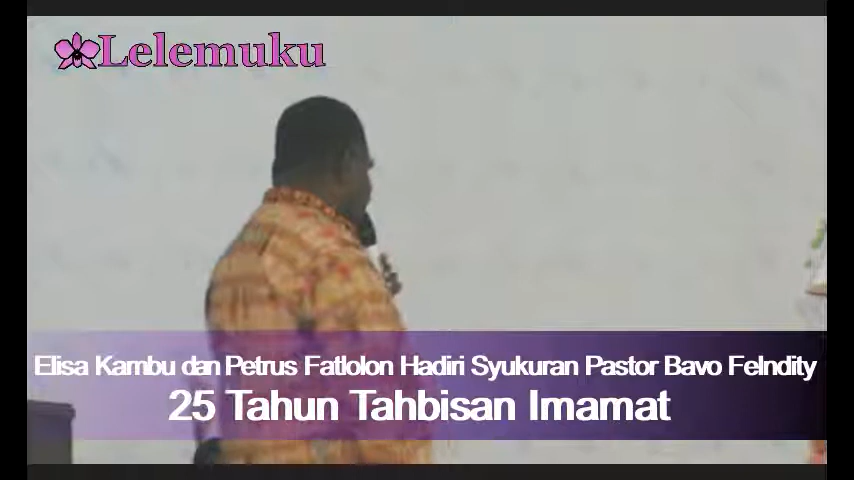 Lelemuku
Elisa Kambu dan Petrus Fatlolon Hadiri Syukuran Pastor Bavo Felndity
25 Tahun Tahbisan Imamat